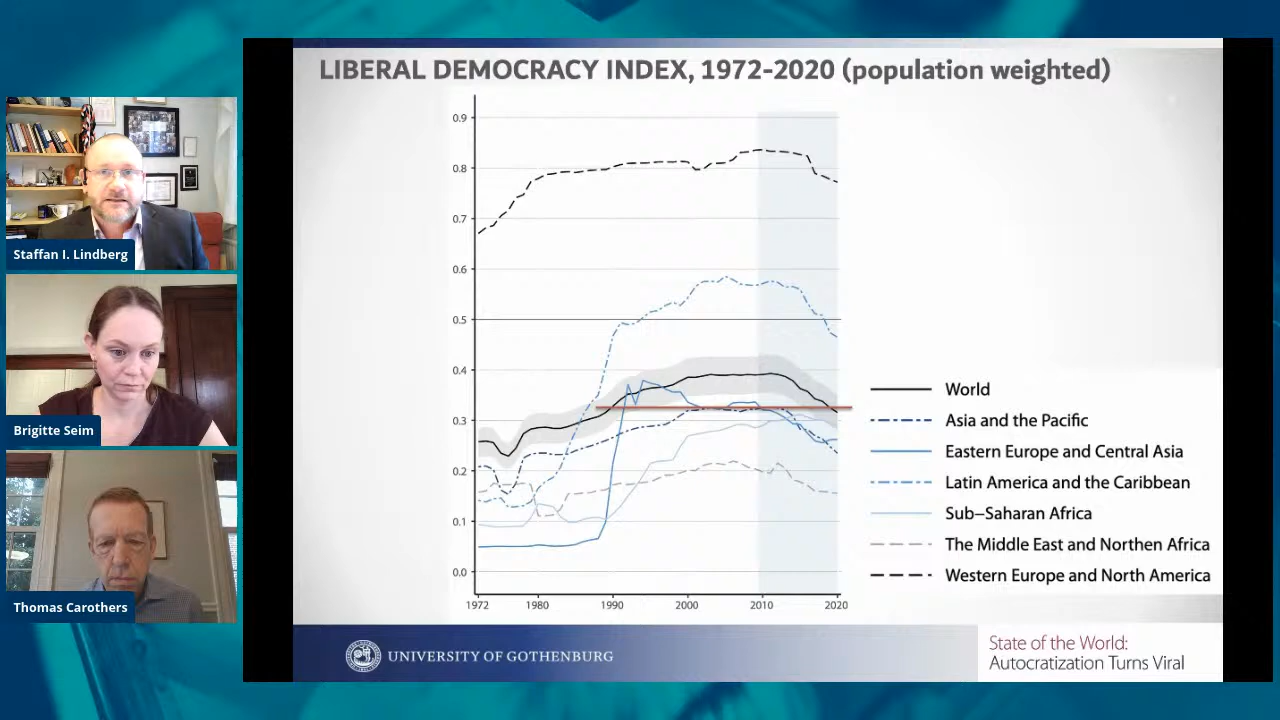 LIBERAL DEMOCRACY INDEX, 1972-2020 (population weighted)
Staffan I. Lindberg
Brigitte Seim
Thomas Carothers
0.9
0.8
0.7
0.6
0.5
0.4
0.3
0.2
0.1
0.0
1972 1980 1990 2000 2010 2020
World
Asia and the Pacific
Eastern Europe and Central Asia
Latin America and the Caribbean
Sub−Saharan Africa
The Middle East and Northen Africa
Western Europe and North America
UNIVERSITY OF GOTHENBURG
State of the World:
Autocratization Turns Viral